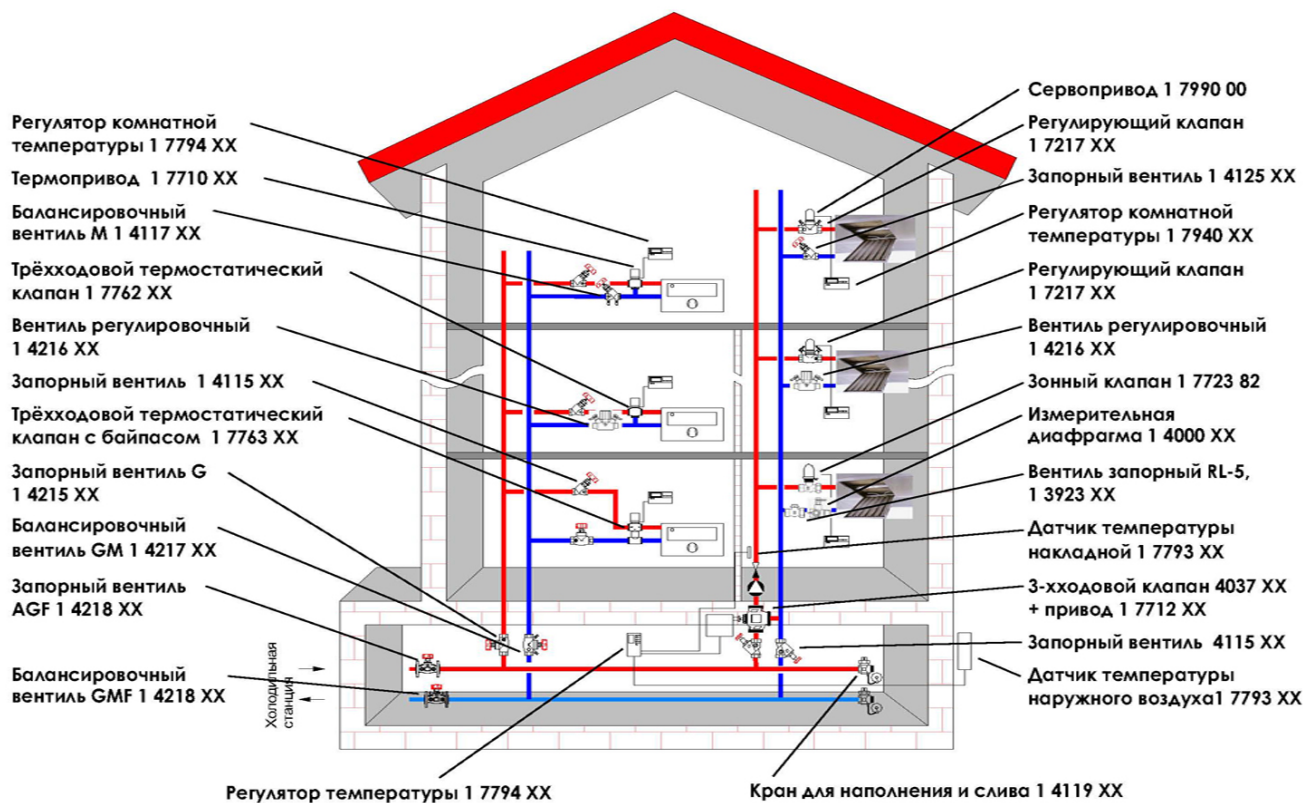 Регулятор комнатной
температуры 1 7794 XX
Термопривод 1 7710 XX
Балансировочный
вентиль М 1 4117 XX
Трёхходовой термостатический
клапан 1 7762 XX
Вентиль регулировочный
1 4216 XX
Запорный вентиль 1 4115 XX
Трёхходовой термостатический
клапан с байпасом 1 7763 XX
Запорный вентиль G
1 4215 XX
Балансировочный
вентиль GM 1 4217 XX
Запорный вентиль
AGF 1 4218 XX
Балансировочный
вентиль GMF 1 4218 XX
Холодильная
станция
Регулятор температуры 1 7794 XX
Сервопривод 1 7990 00
Регулирующий клапан
1 7217 XX
Запорный вентиль 1 4125 XX
Регулятор комнатной
температуры 1 7940 XX
Регулирующий клапан
1 7217 XX
Вентиль регулировочный
1 4216 XX
Зонный клапан 1 7723 82
Измерительная
диафрагма 1 4000 XX
Вентиль запорный RL-5,
1 3923 XX
Датчик температуры
накладной 1 7793 XX
3-хходовой клапан 4037 XX
+ привод 1 7712 XX
Запорный вентиль 4115 XX
Датчик температуры
наружного воздуха1 7793 XX
Кран для наполнения и слива 1 4119 XX